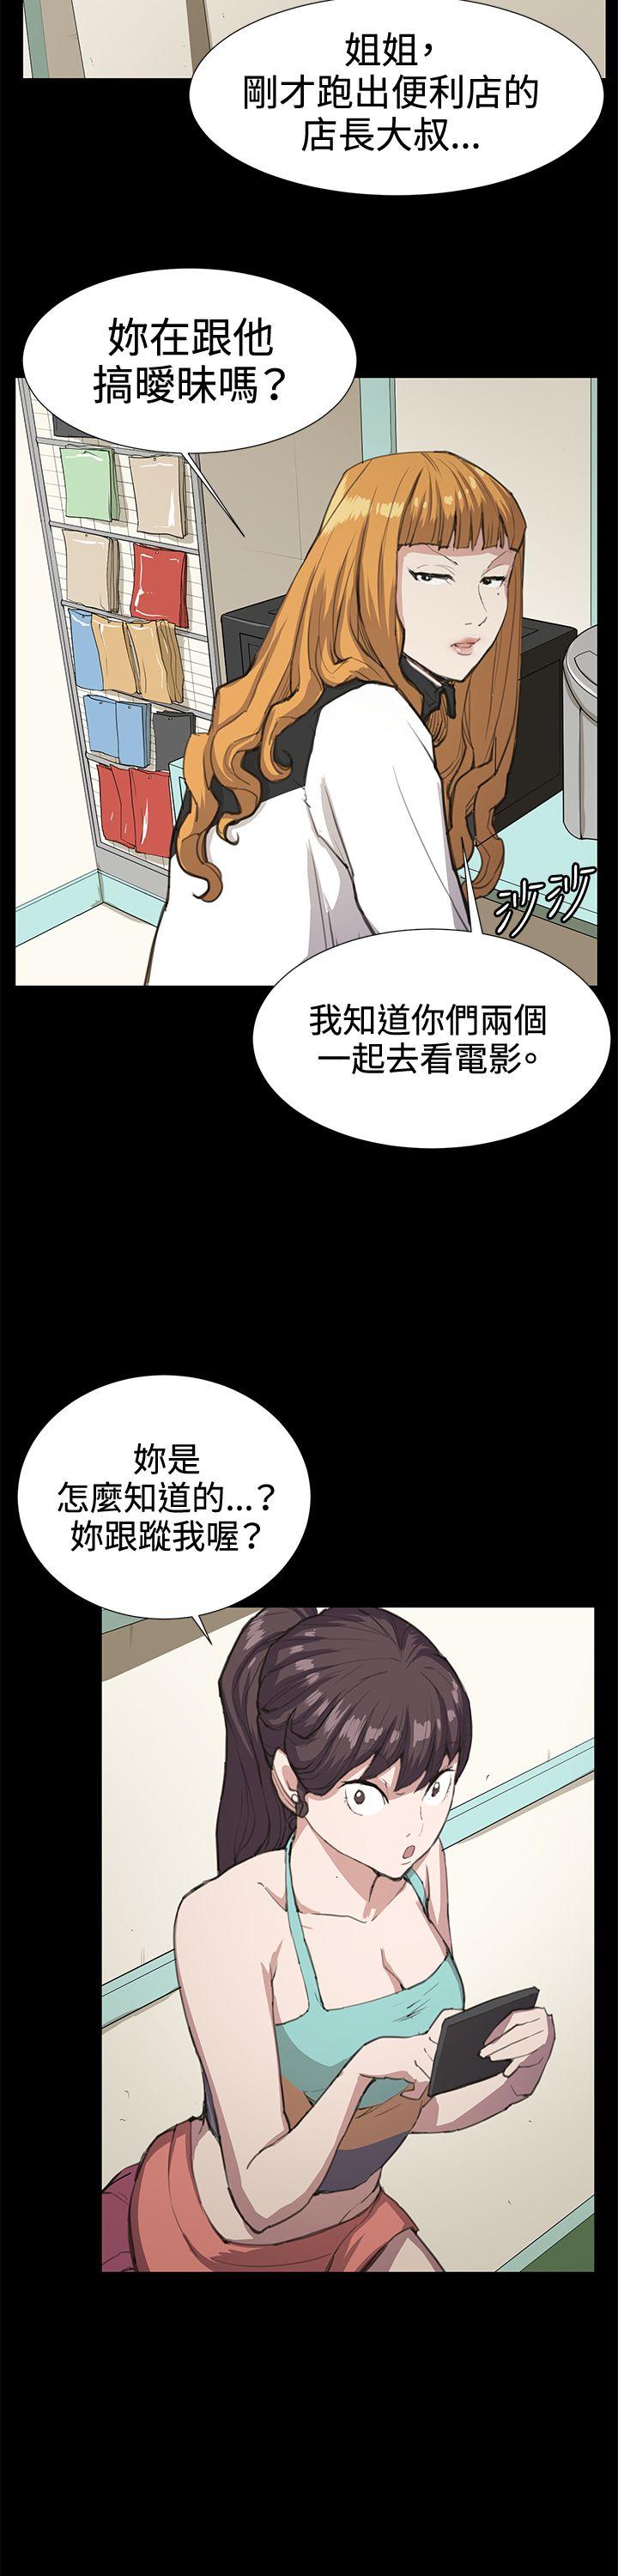 姐姐，
剛才跑出便利店的
店長大叔...
妳在跟他
搞曖昧嗎？
沙沙
我知道你們兩個
一起去看電影。
妳是
怎麼知道的...？
妳跟蹤我喔？